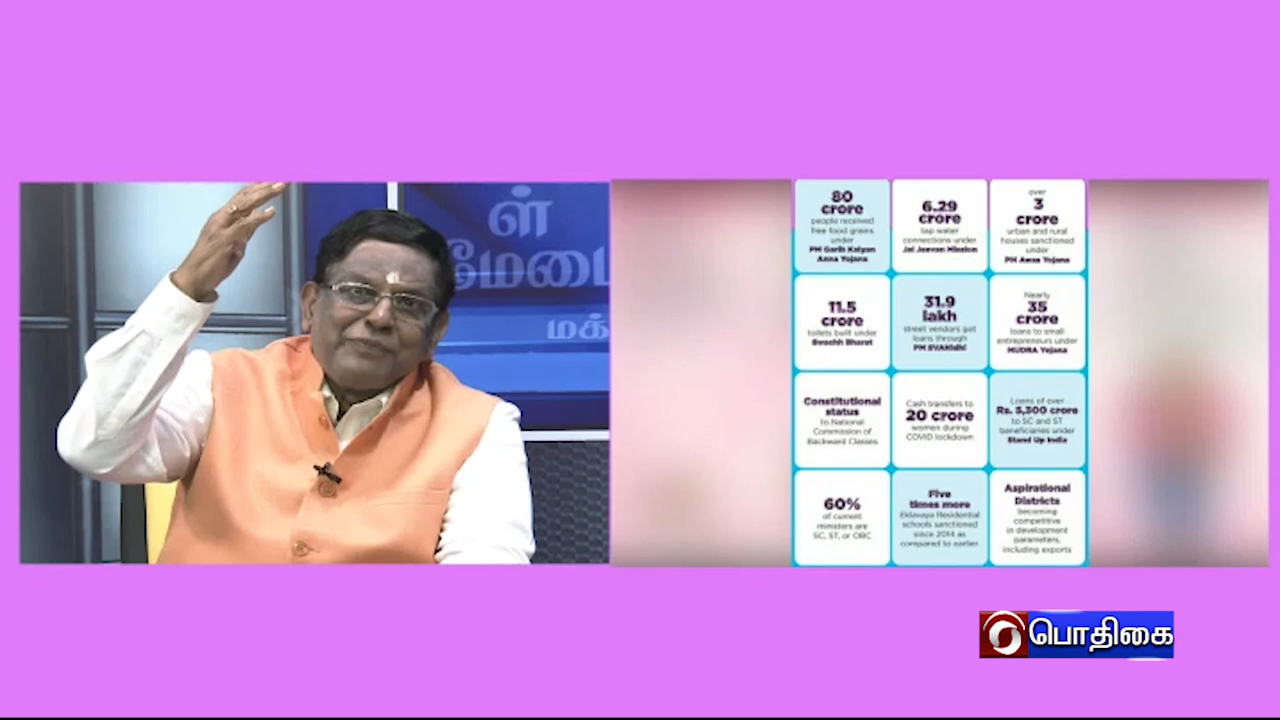 ள்
மேடை
மக்
80
crore
people received
free food grains
under
PM Garib Kalyan
Anna Yojana
6.29
crore
tap water
connections under
Jal Jeevan Mission
over
3
crore
urban and rural
houses sanctioned
under
PM Awas Yojana
11.5
crore
toilets built under
Swachh Bharat
31.9
lakh
street vendors got
loans through
PM SVANidhi
Nearly
35
crore
loans to small
entrepreneurs under
MUDRA Yojana
Constitutional
status
to National
Commission of
Backward Classes
Cash transfers to
20 crore
women during
COVID lockdown
Loans of over
Rs. 5,300 crore
to SC and ST
beneficiaries under
Stand Up India
60%
of current
ministers are
SC, ST, or OBC
Five
times more
Eklavaya Residential
schools sanctioned
since 2014 as
compared to earlier
Aspirational
Districts
becoming
competitive
in development
parameters,
including exports
பொதிகை